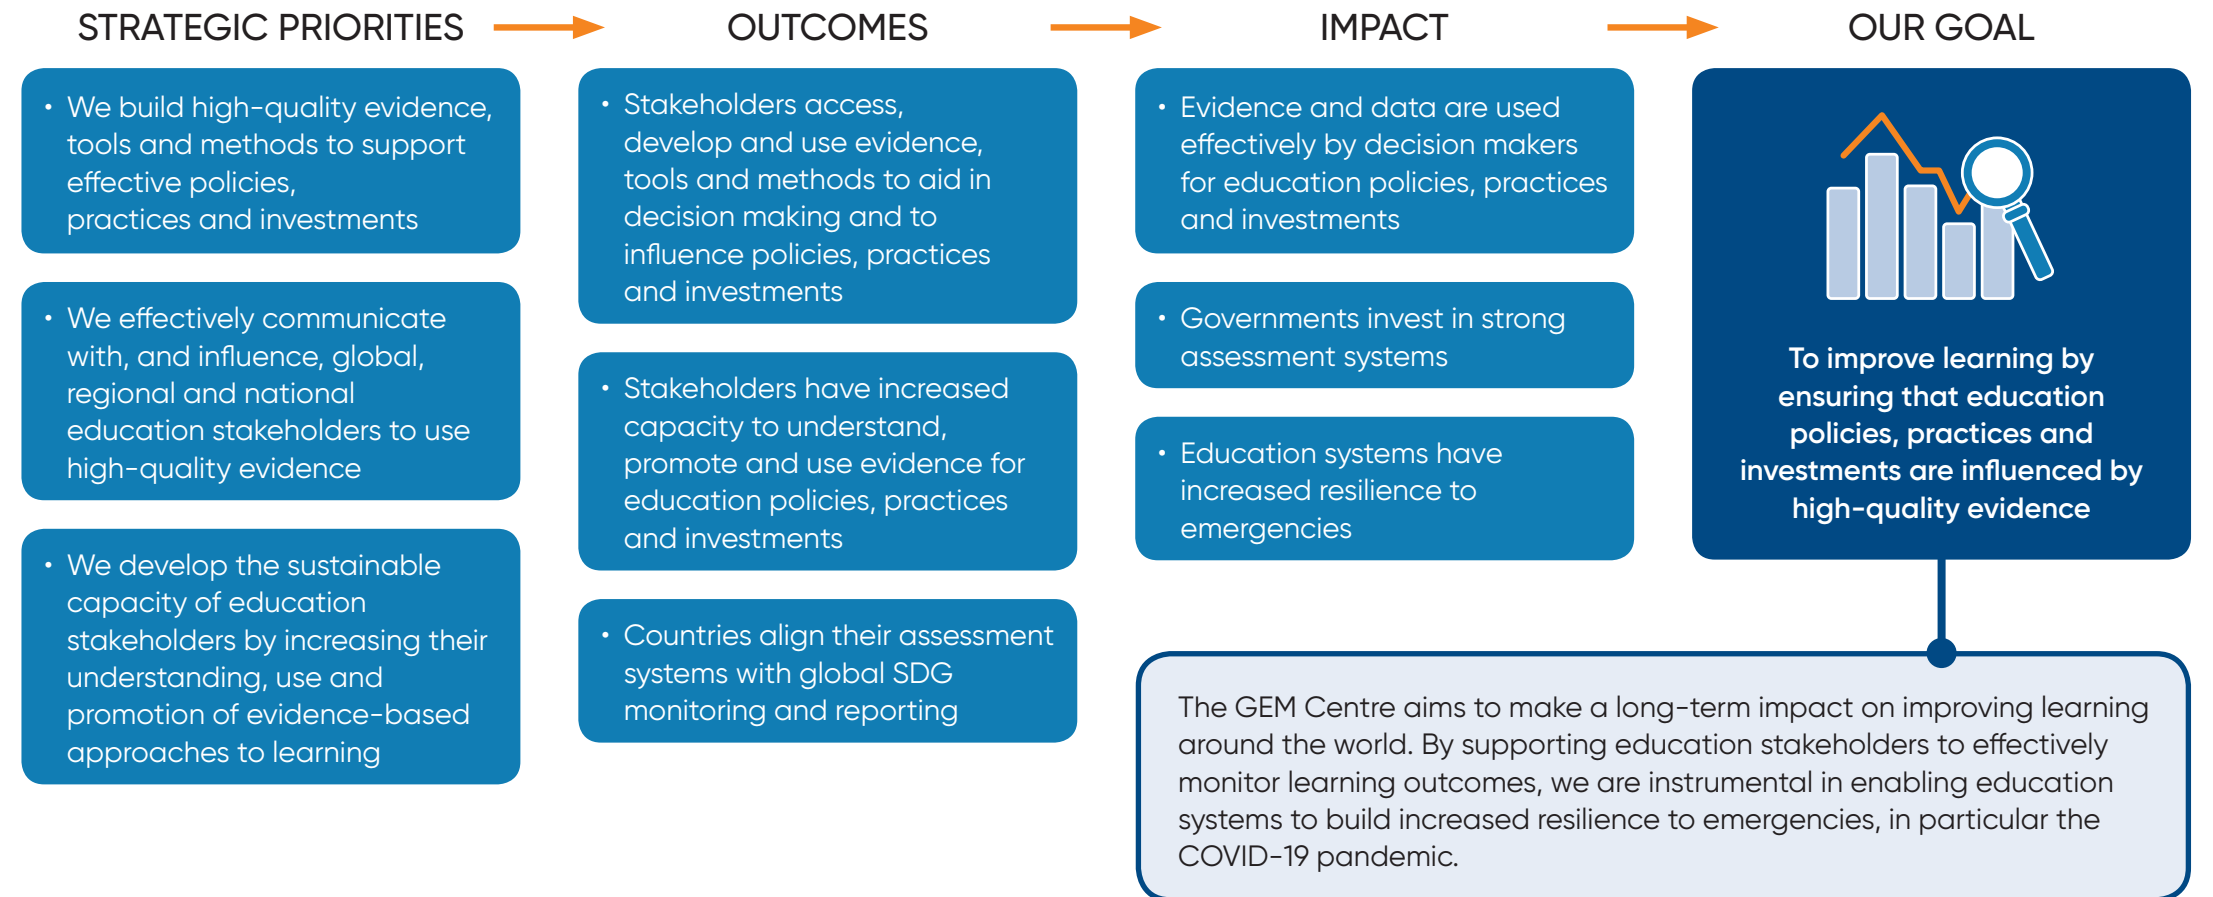 STRATEGIC PRIORITIES
• We build high-quality evidence,
tools and methods to support
effective policies,
practices and investments
• We effectively communicate
with, and influence, global,
regional and national
education stakeholders to use
high-quality evidence
• We develop the sustainable
capacity of education
stakeholders by increasing their
understanding, use and
promotion of evidence-based
approaches to learning
OUTCOMES
• Stakeholders access,
develop and use evidence,
tools and methods to aid in
decision making and to
influence policies, practices
and investments
• Stakeholders have increased
capacity to understand,
promote and use evidence for
education policies, practices
and investments
• Countries align their assessment
systems with global SDG
monitoring and reporting
IMPACT
• Evidence and data are used
effectively by decision makers
for education policies, practices
and investments
• Governments invest in strong
assessment systems
• Education systems have
increased resilience to
emergencies
OUR GOAL
To improve learning by
ensuring that education
policies, practices and
investments are influenced by
high-quality evidence
The GEM Centre aims to make a long-term impact on improving learning
around the world. By supporting education stakeholders to effectively
monitor learning outcomes, we are instrumental in enabling education
systems to build increased resilience to emergencies, in particular the
COVID-19 pandemic.